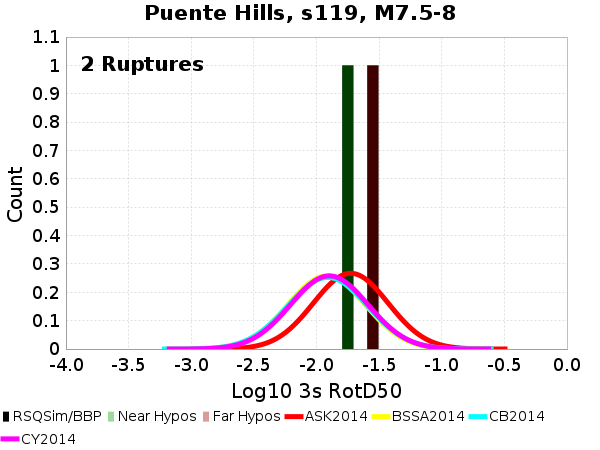 Puente Hills, s119, M7.5-8
2 Ruptures
1.1
1
0.9
0.8
0.7
0.6
0.5
0.4
0.3
0.2
0.1
0
Count
-4.0 -3.5 -3.0 -2.5 -2.0 -1.5 -1.0 -0.5 0.0
Log10 3s RotD50
RSQSim/BBP Near Hypos Far Hypos ASK2014 BSSA2014 CB2014
CY2014